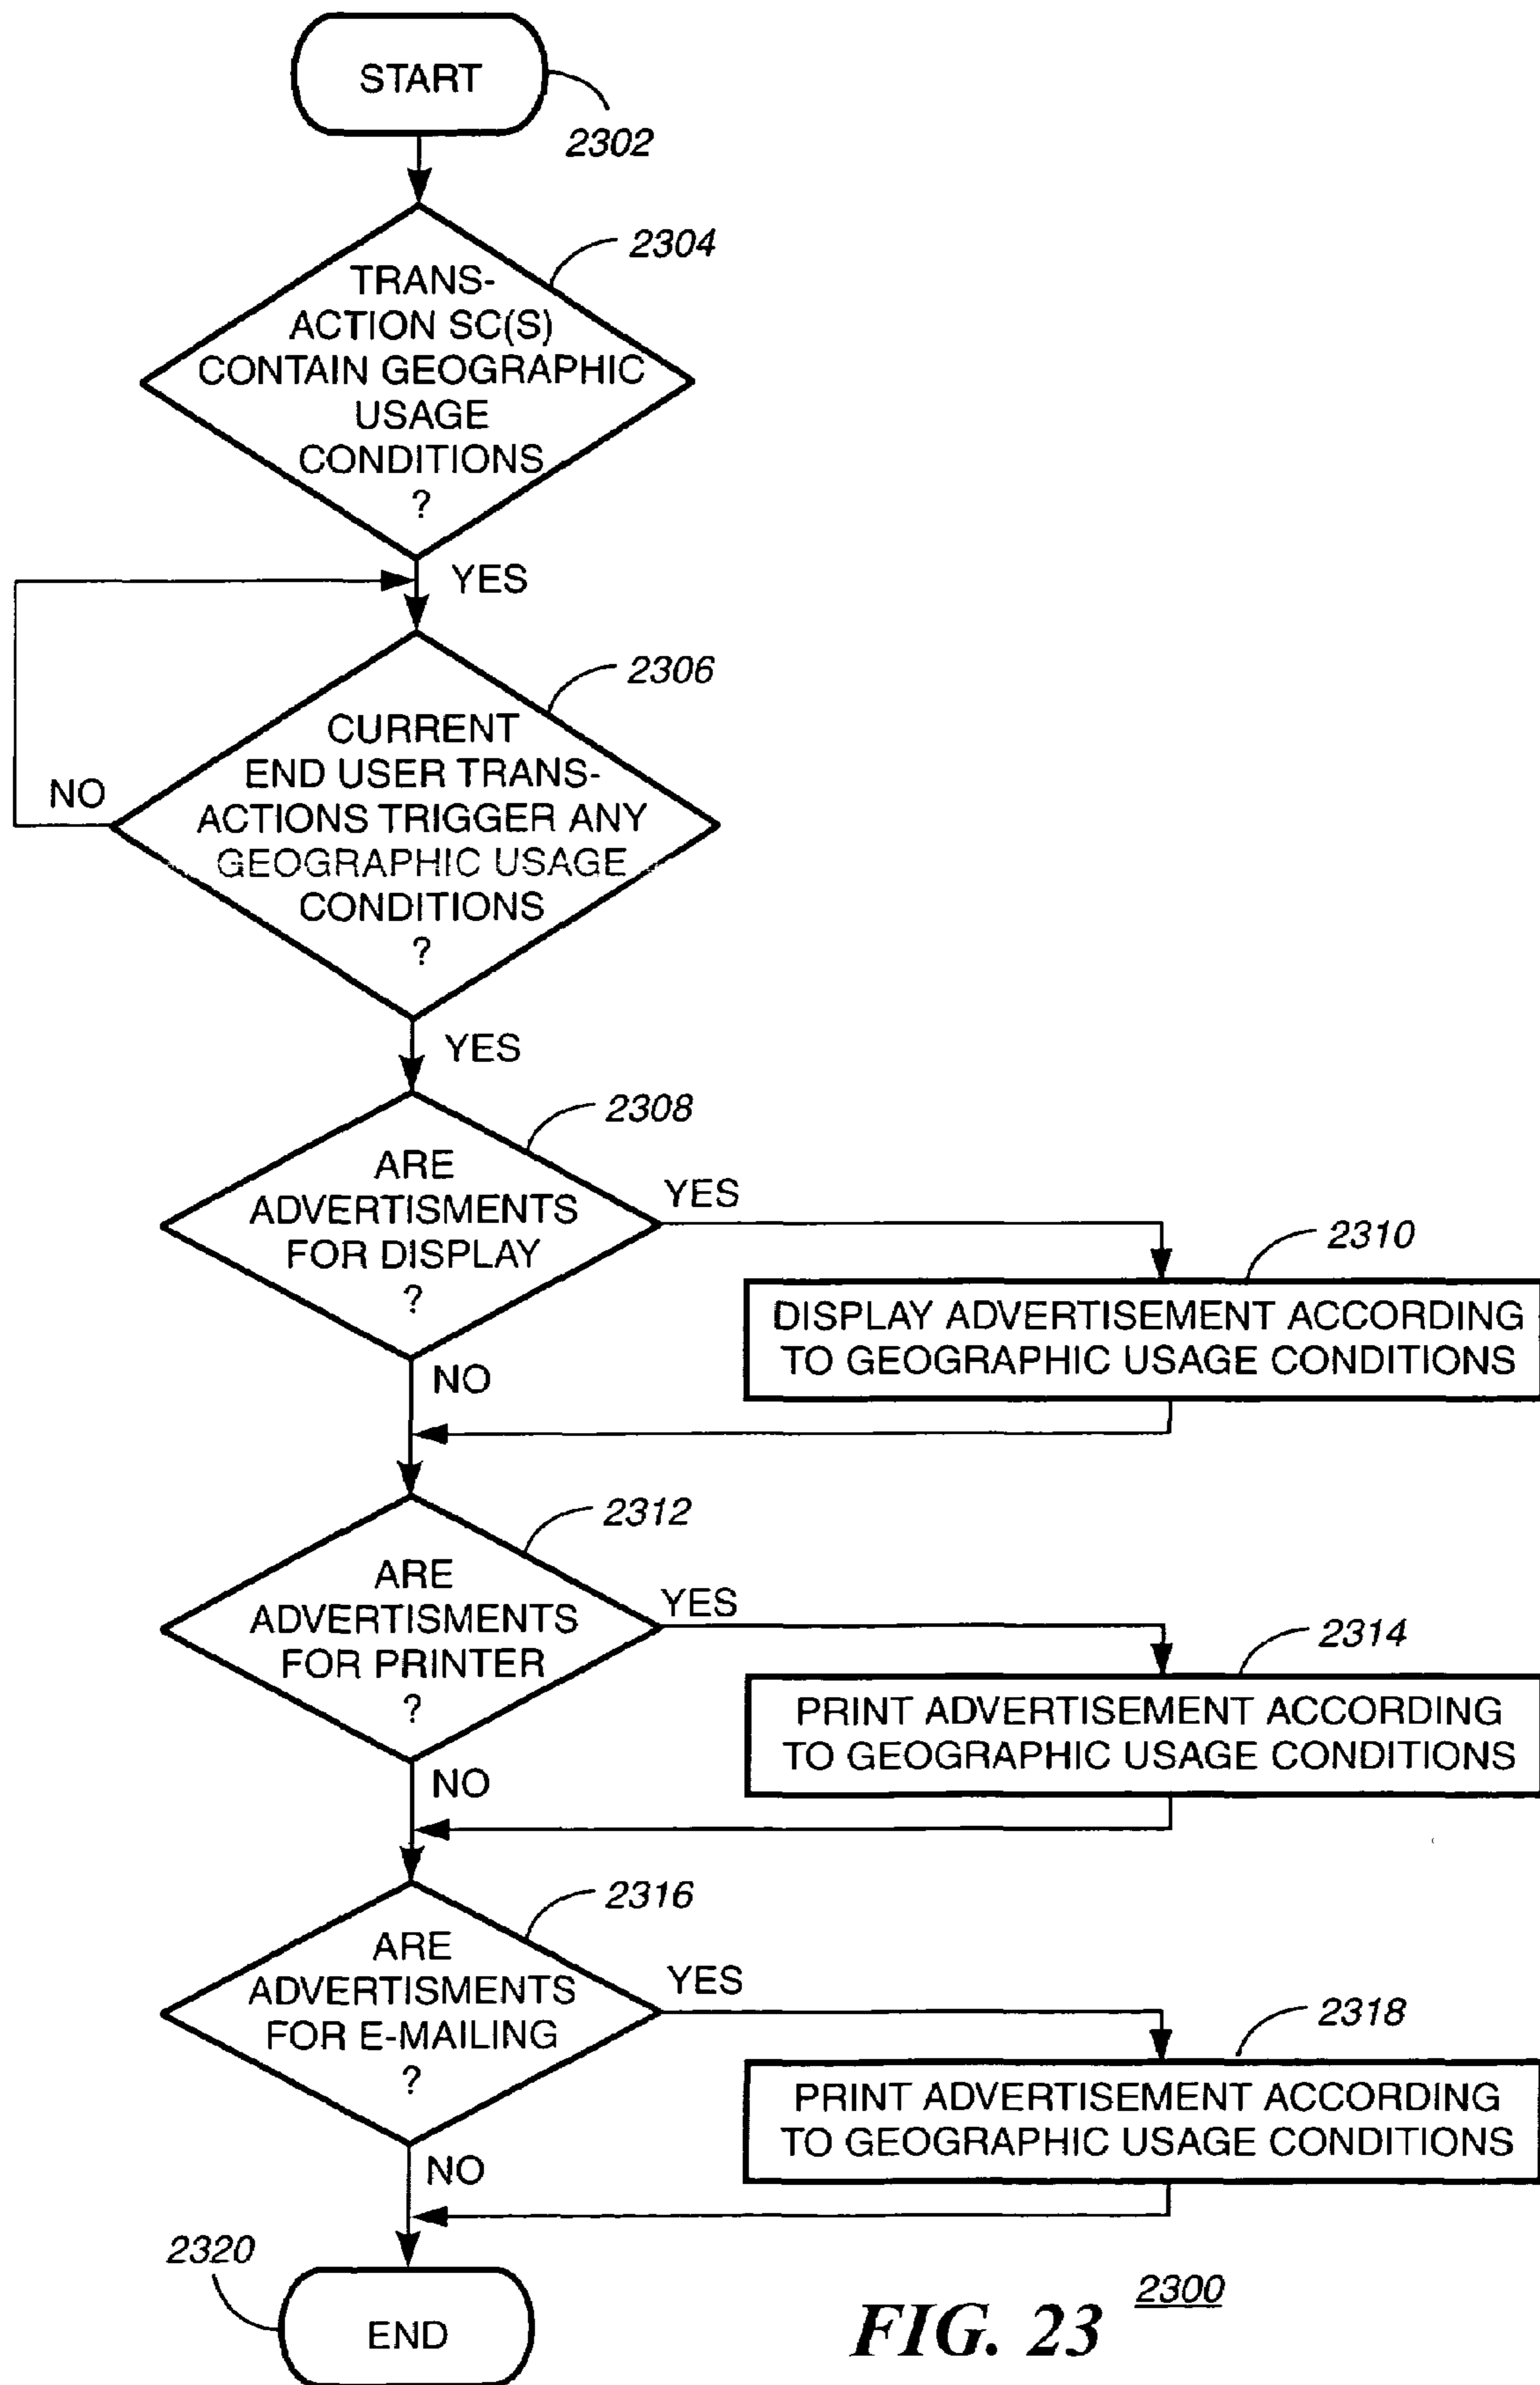 START
2302
2304
TRANS-
ACTION SC(S)
CONTAIN GEOGRAPHIC
USAGE
CONDITIONS
?
YES
2306
CURRENT
END USER TRANS-
ACTIONS TRIGGER ANY
GEOGRAPHIC USAGE
CONDITIONS
?
NO
YES
2308
ARE
ADVERTISMENTS
FOR DISPLAY
?
YES
2310
DISPLAY ADVERTISEMENT ACCORDING
TO GEOGRAPHIC USAGE CONDITIONS
NO
2312
ARE
ADVERTISMENTS
FOR PRINTER
?
YES
2314
PRINT ADVERTISEMENT ACCORDING
TO GEOGRAPHIC USAGE CONDITIONS
NO
2316
ARE
ADVERTISMENTS
FOR E-MAILING
?
YES
2318
PRINT ADVERTISEMENT ACCORDING
TO GEOGRAPHIC USAGE CONDITIONS
NO
2320
END
FIG. 23
2300